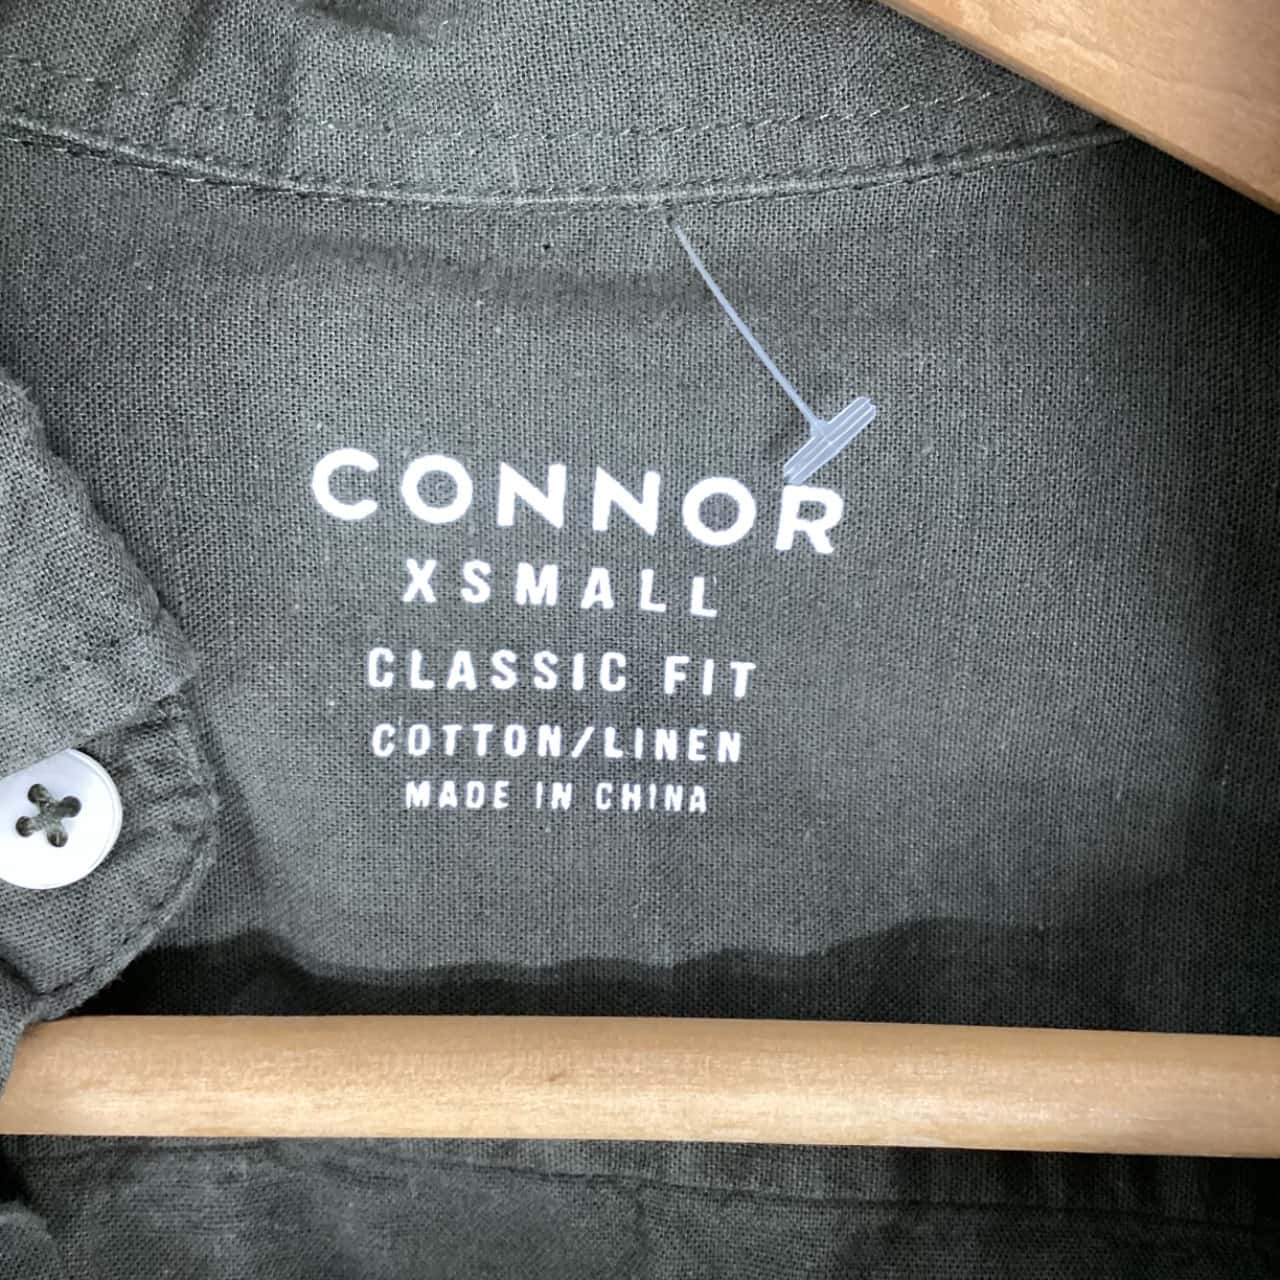 CONNOR
XSMALL
CLASSIC FIT
COTTON/LINEN
MADE IN CHINA